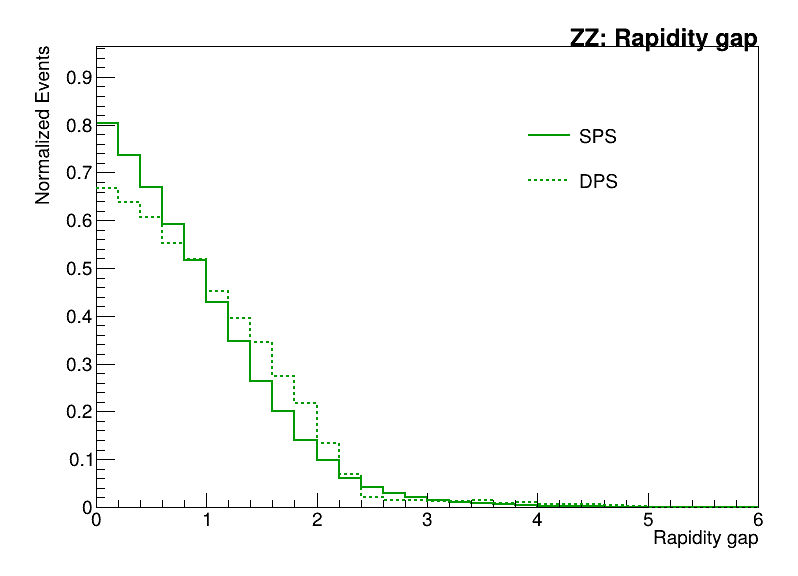 ZZ: Rapidity gap
Normalized Events
0.9
0.8
0.7
0.6
0.5
0.4
0.3
0.2
0.1
0
SPS
DPS
0 1 2 3 4 5 6
Rapidity gap